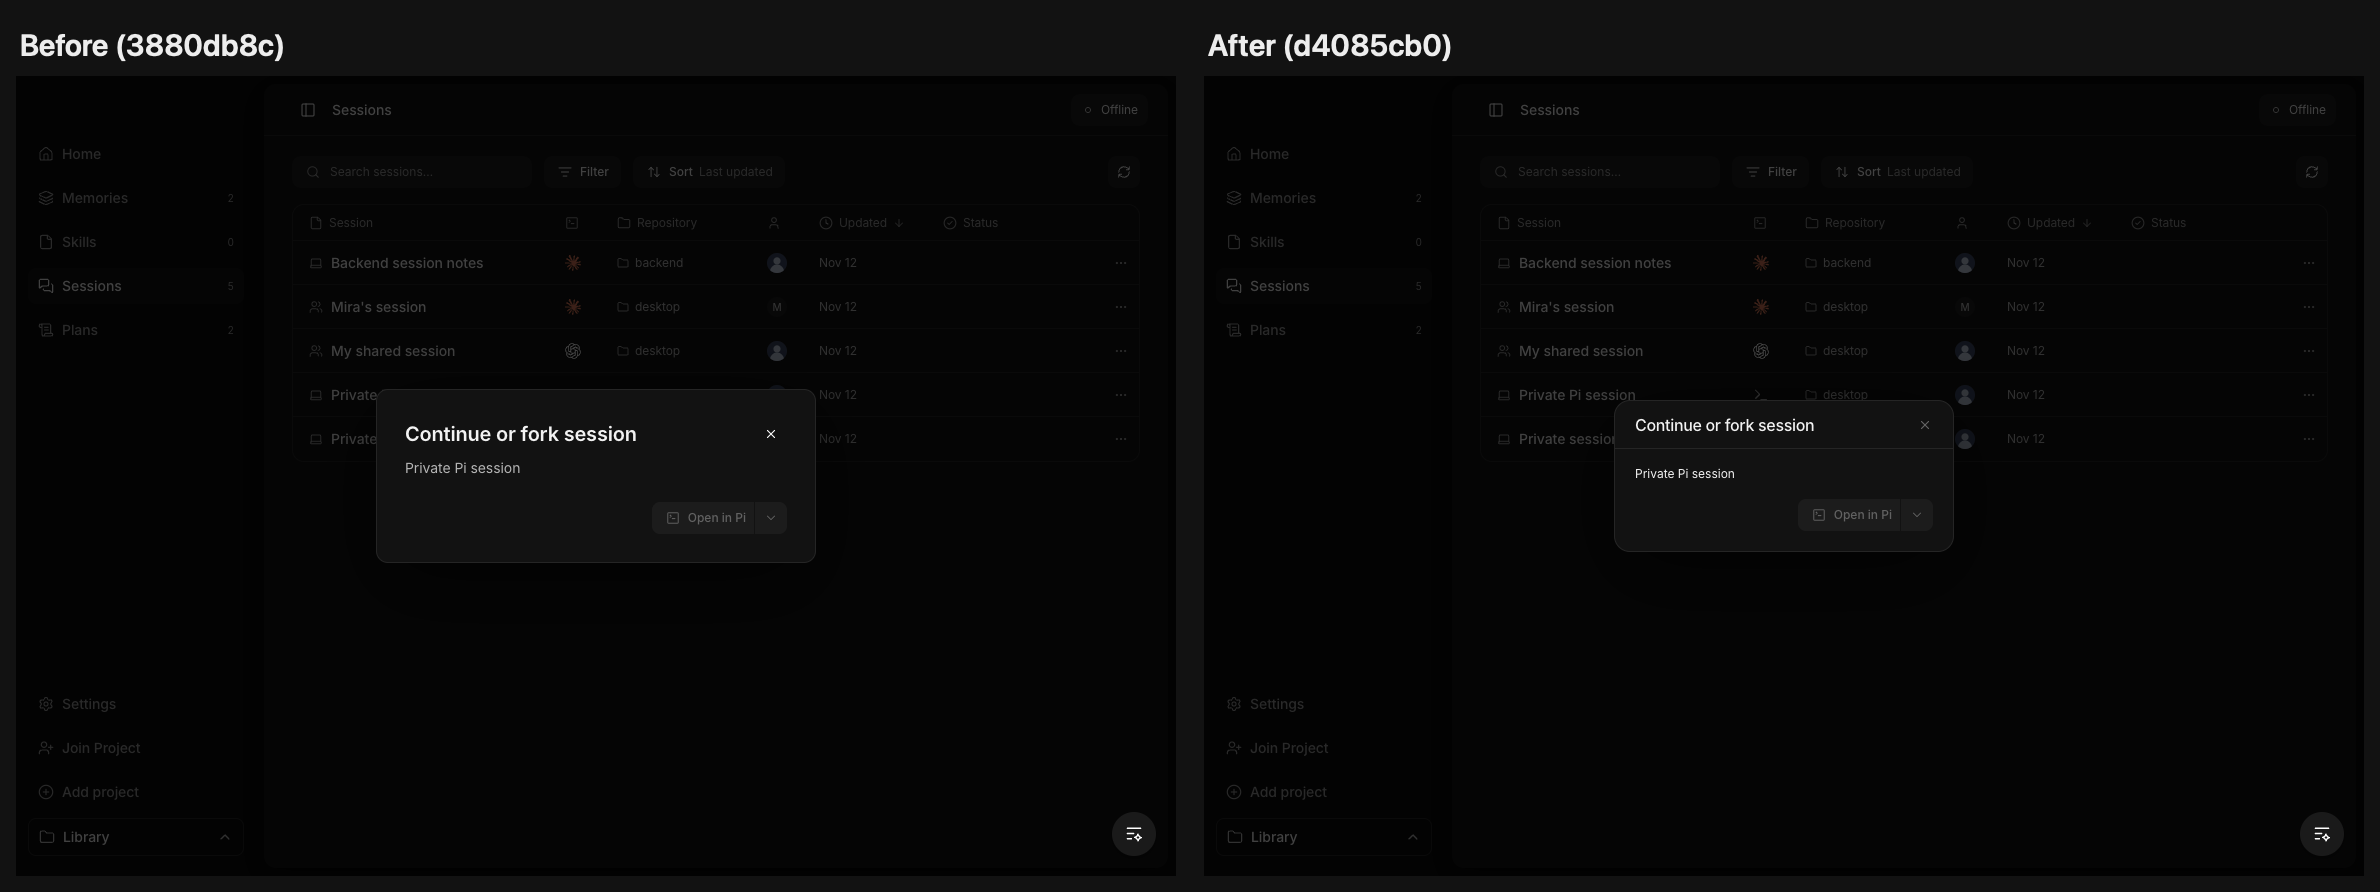 Before (3880db8c)
Sessions
Offline
Home
Memories 2
Skills 0
Sessions 5
Plans 2
Search sessions...
Filter
Sort Last updated
Session Repository Updated Status
Backend session notes backend Nov 12
Mira's session desktop M Nov 12
My shared session desktop Nov 12
Private Nov 12
Private Nov 12
Continue or fork session
Private Pi session
Open in Pi
Settings
Join Project
Add project
Library
After (d4085cb0)
Sessions
Offline
Home
Memories 2
Skills 0
Sessions 5
Plans 2
Search sessions...
Filter
Sort Last updated
Session Repository Updated Status
Backend session notes backend Nov 12
Mira's session desktop M Nov 12
My shared session desktop Nov 12
Private Pi session desktop Nov 12
Private session Nov 12
Continue or fork session
Private Pi session
Open in Pi
Settings
Join Project
Add project
Library